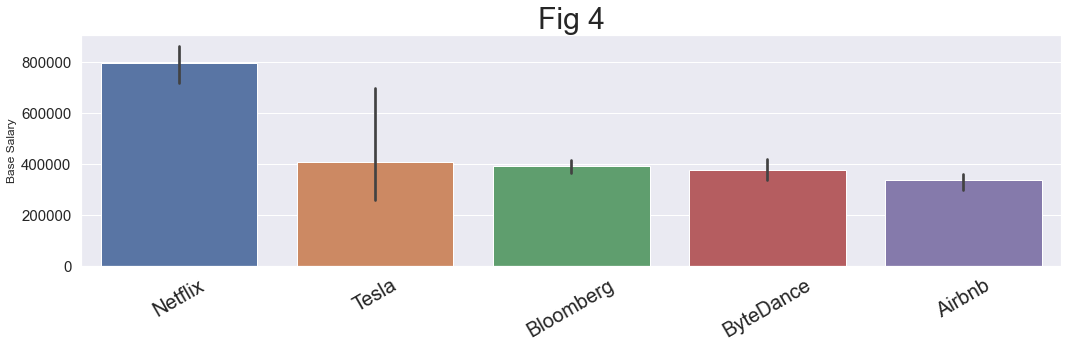 Fig 4
Base Salary
800000
600000
400000
200000
0
Netflix
Tesla
Bloomberg
ByteDance
Airbnb